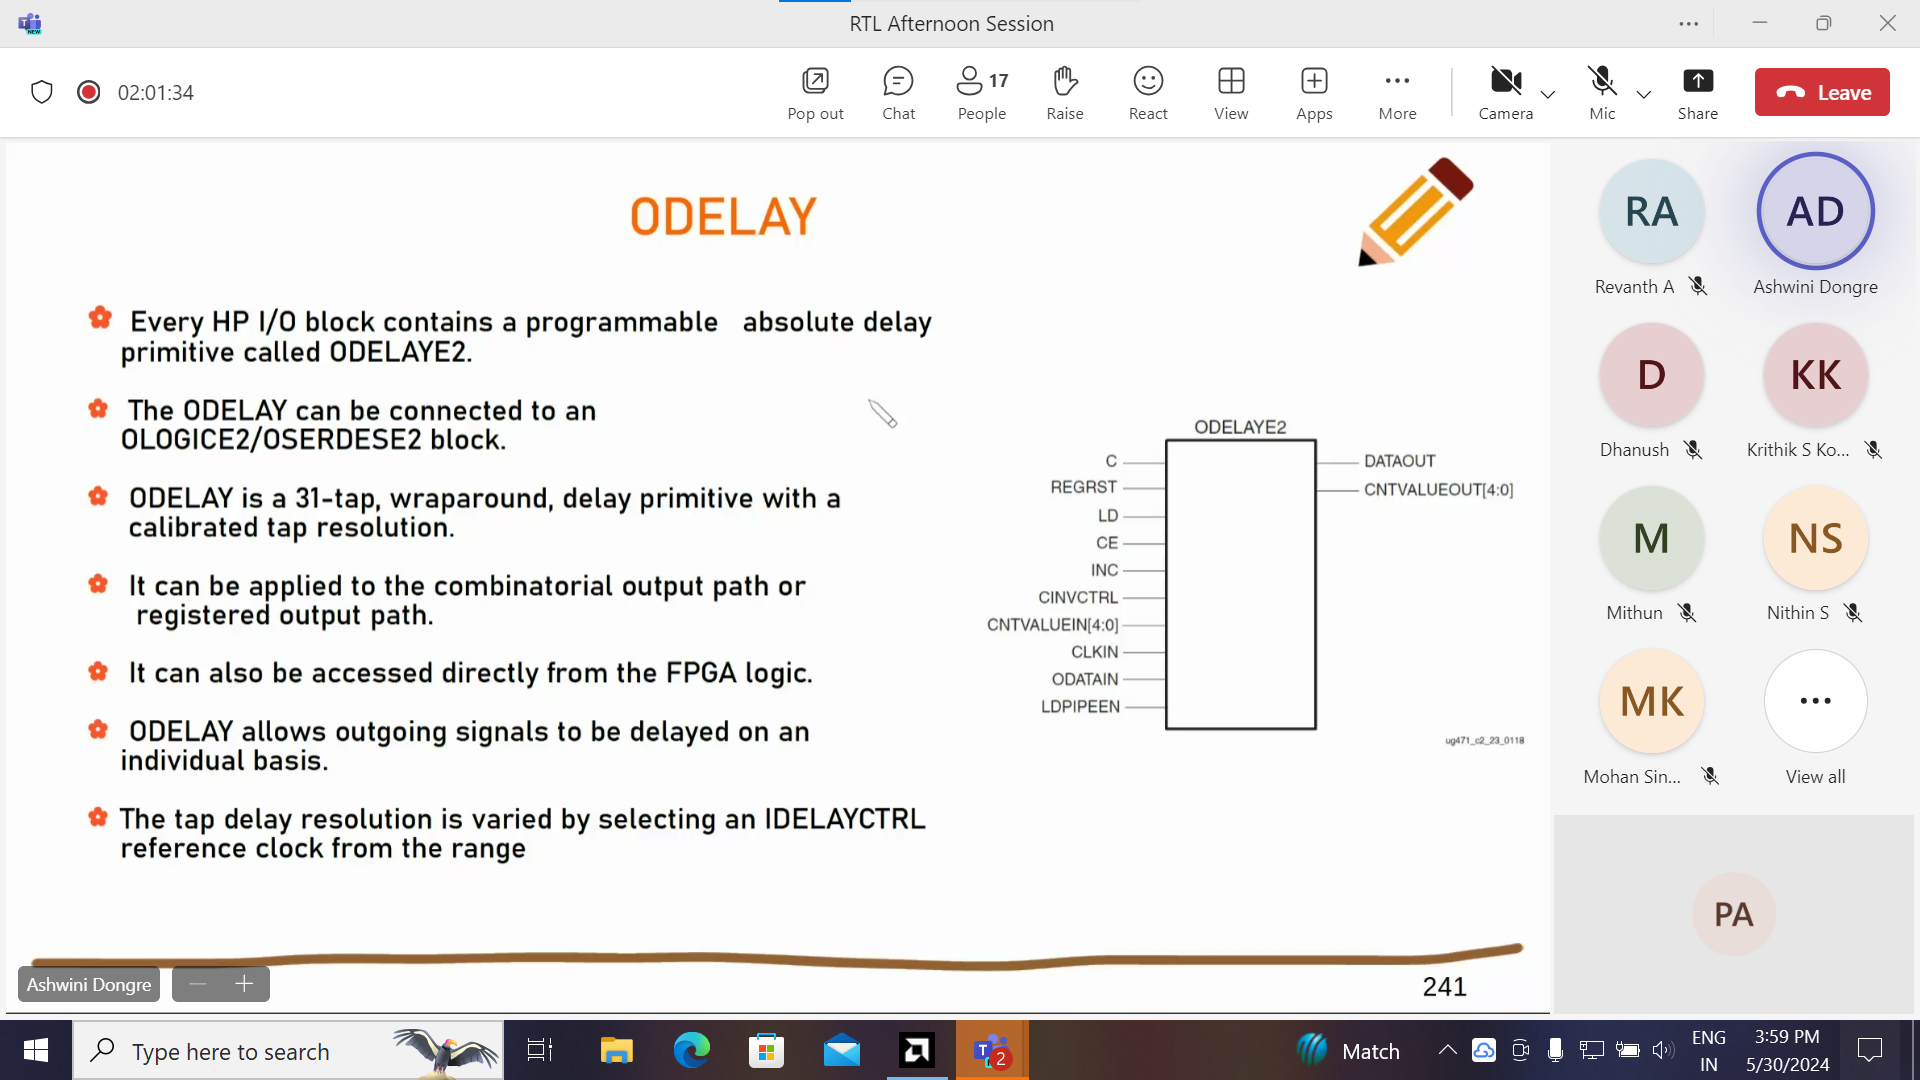 RTL Afternoon Session
NEW
02:01:34
Pop out
Chat
17
People
Raise
React
View
Apps
More
Camera
Mic
Share
Leave
ODELAY
Every HP I/O block contains a programmable absolute delay
primitive called ODELAYE2.
The ODELAY can be connected to an
OLOGICE2/OSERDESE2 block.
ODELAY is a 31-tap, wraparound, delay primitive with a
calibrated tap resolution.
It can be applied to the combinatorial output path or
registered output path.
It can also be accessed directly from the FPGA logic.
ODELAY allows outgoing signals to be delayed on an
individual basis.
The tap delay resolution is varied by selecting an IDELAYCTRL
reference clock from the range
ODELAYE2
C
REGRST
LD
CE
INC
CINVCTRL
CNTVALUEIN[4:0]
CLKIN
ODATAIN
LDPIPEEN
DATAOUT
CNTVALUEOUT[4:0]
ug471_c2_23_0118
241
Ashwini Dongre
RA
Revanth A
AD
Ashwini Dongre
D
Dhanush
KK
Krithik S Ko...
M
Mithun
NS
Nithin S
MK
Mohan Sin...
View all
PA
Type here to search
T
2
Match
ENG
IN
3:59 PM
5/30/2024